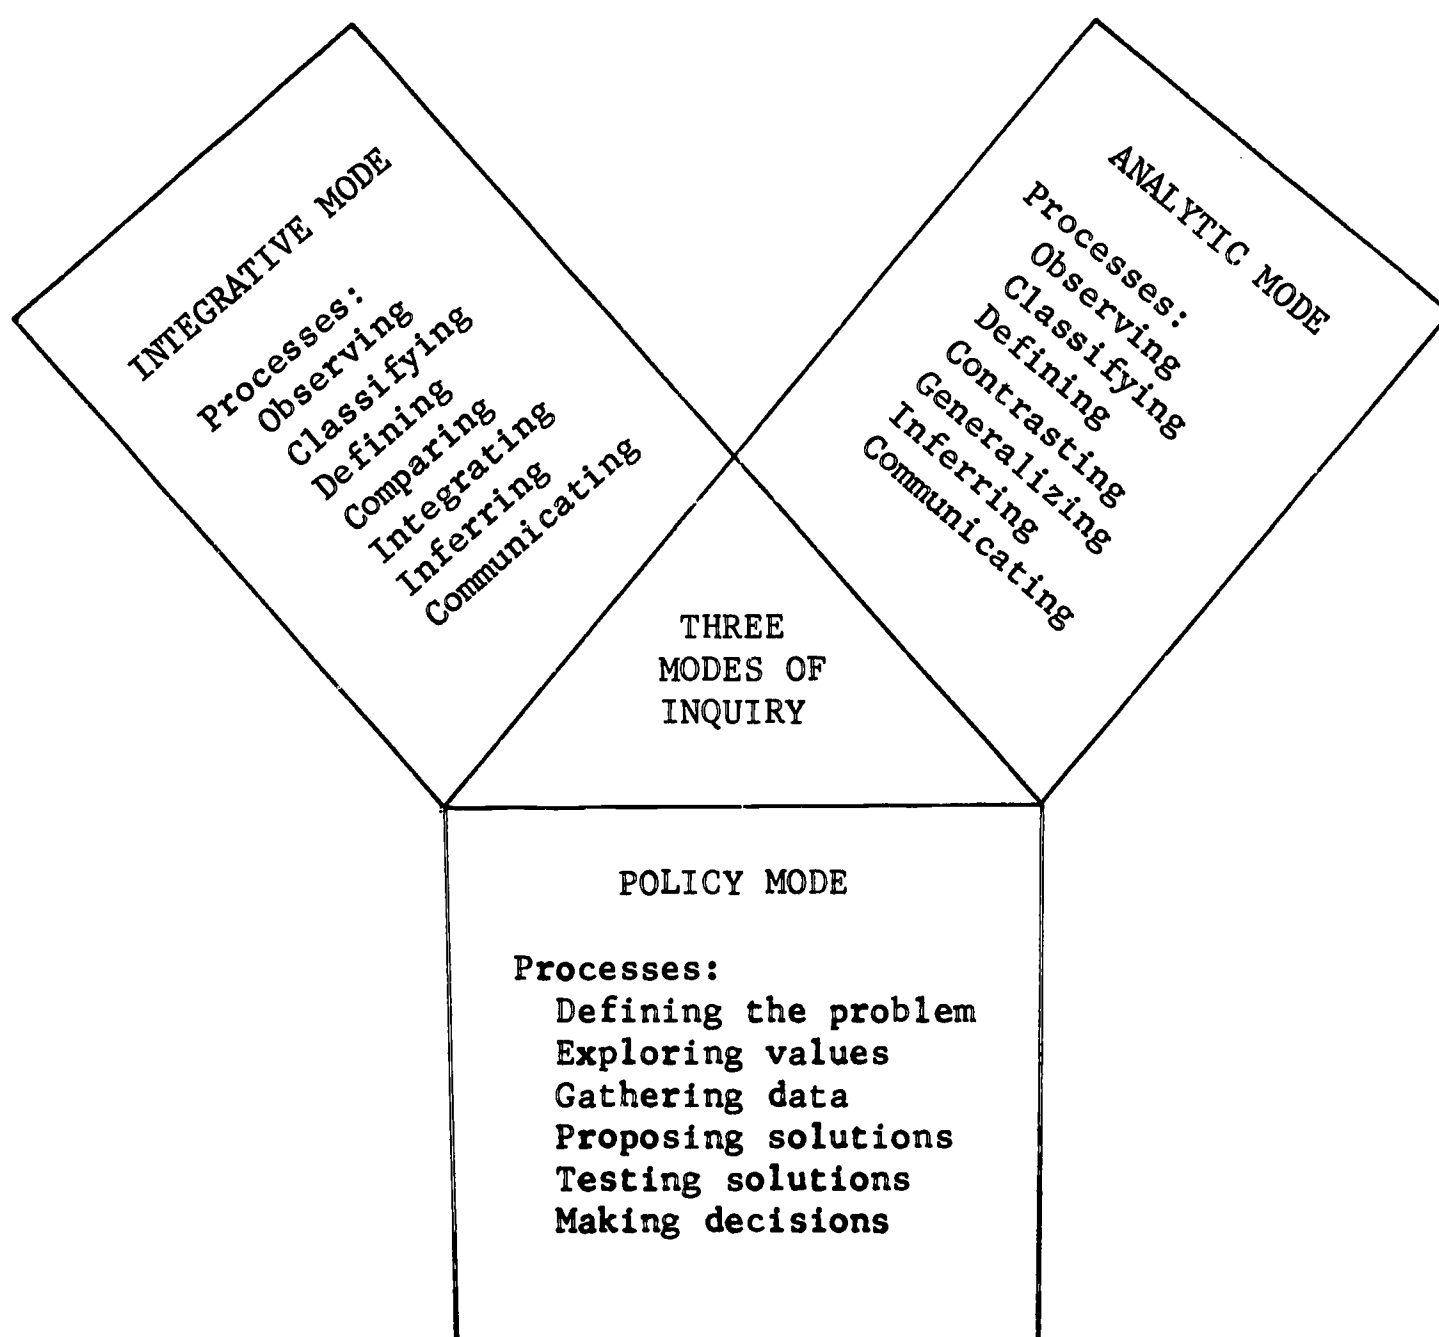 INTEGRATIVE MODE
Processes:
Observing
Classifying
Defining
Comparing
Integrating
Inferring
Communicating
ANALYTIC MODE
Processes:
Observing
Classifying
Defining
Contrasting
Generalizing
Inferring
Communicating
THREE
MODES OF
INQUIRY
POLICY MODE
Processes:
Defining the problem
Exploring values
Gathering data
Proposing solutions
Testing solutions
Making decisions